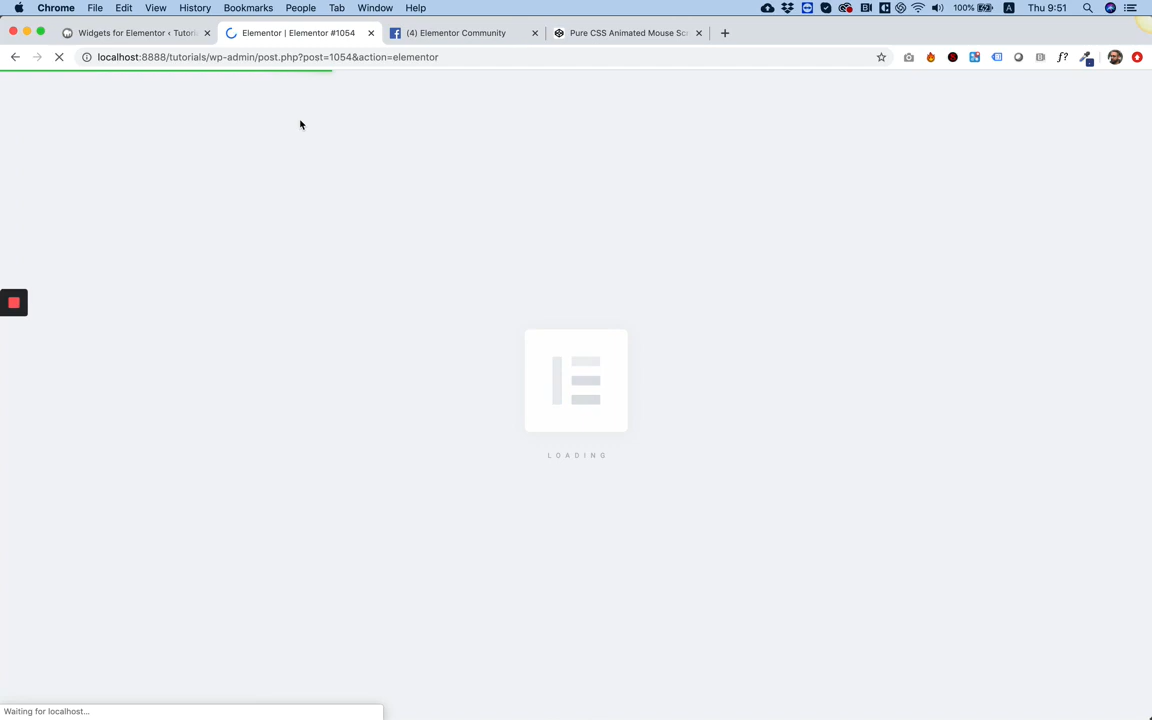 Chrome File Edit View History Bookmarks People Tab Window Help 100% Thu 9:51
Widgets for Elementor ‹ Tutori Elementor | Elementor #1054 (4) Elementor Community Pure CSS Animated Mouse Scr
localhost:8888/tutorials/wp-admin/post.php?post=1054&action=elementor
LOADING
Waiting for localhost...